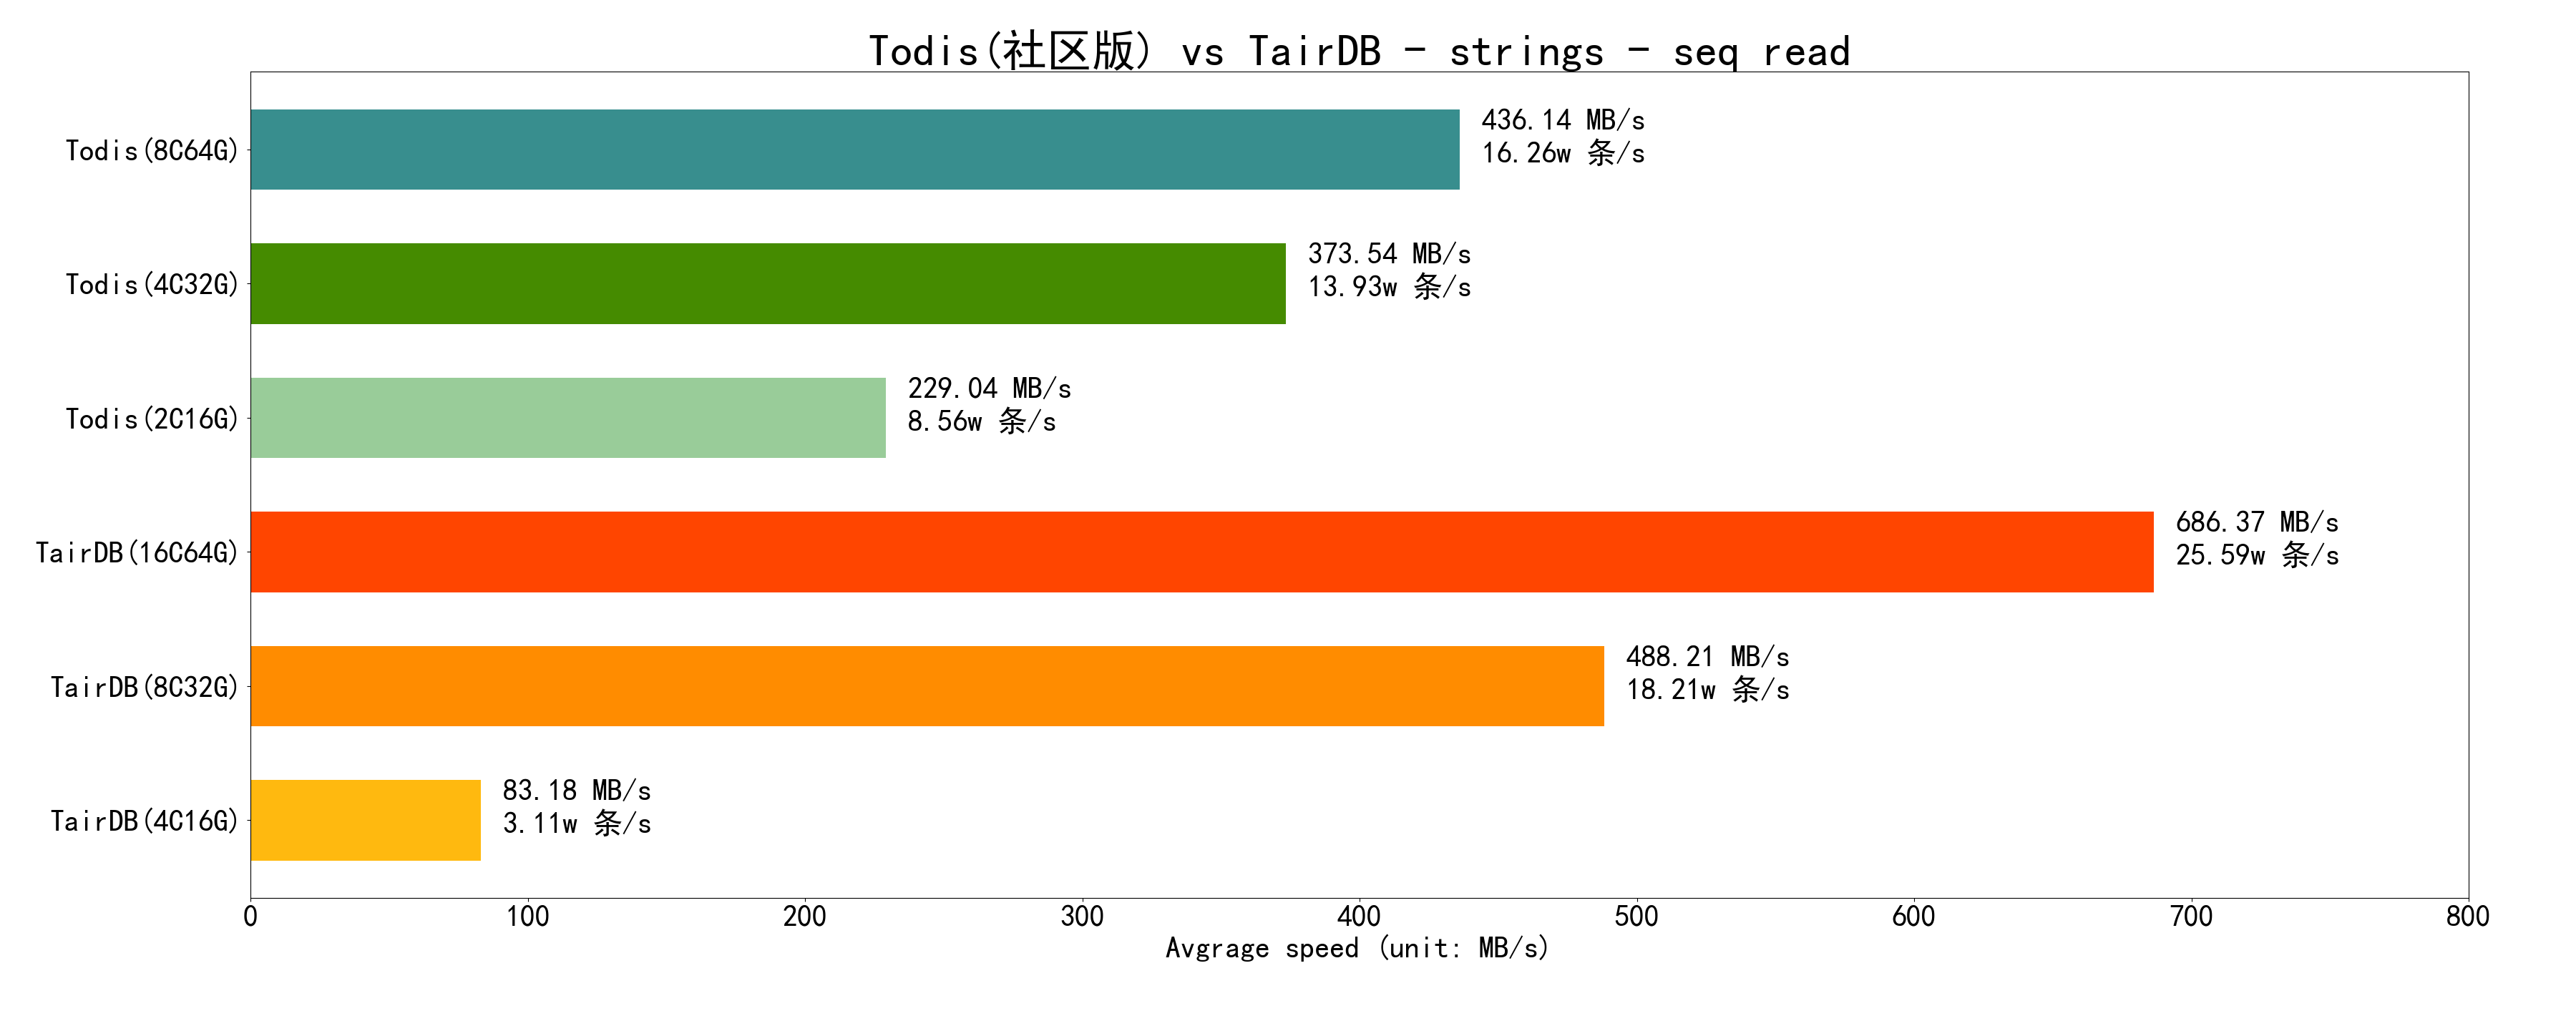 Todis(社区版) vs TairDB - strings - seq read
Todis(8C64G)
436.14 MB/s
16.26w 条/s
Todis(4C32G)
373.54 MB/s
13.93w 条/s
Todis(2C16G)
229.04 MB/s
8.56w 条/s
TairDB(16C64G)
686.37 MB/s
25.59w 条/s
TairDB(8C32G)
488.21 MB/s
18.21w 条/s
TairDB(4C16G)
83.18 MB/s
3.11w 条/s
0 100 200 300 400 500 600 700 800
Avgrage speed (unit: MB/s)